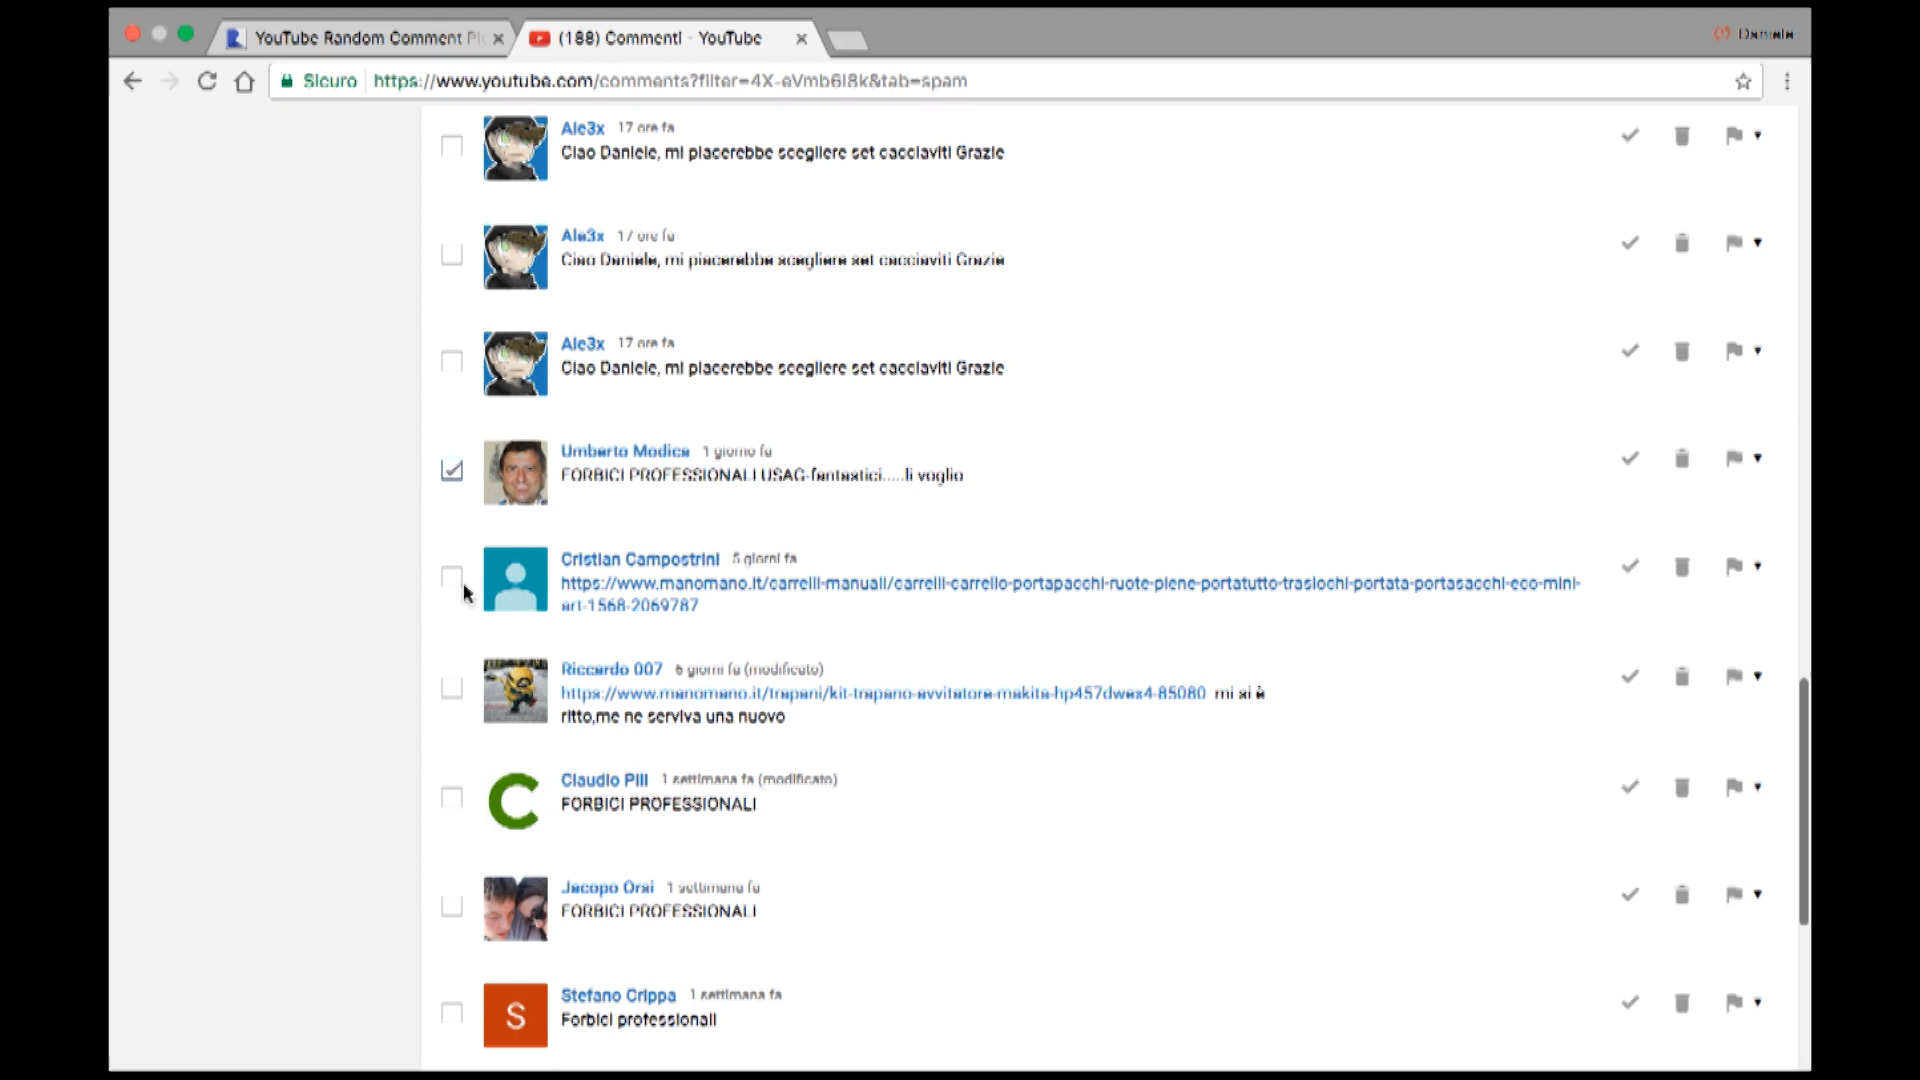 YouTube Random Comment Pi
(188) Commenti - YouTube
Daniele
Sicuro https://www.youtube.com/comments?filter=4X-eVmb6I8k&tab=spam
Ale3x 17 ore fa
Ciao Daniele, mi piacerebbe scegliere set cacciaviti Grazie
Ale3x 17 ore fa
Ciao Daniele, mi piacerebbe scegliere set cacciaviti Grazie
Ale3x 17 ore fa
Ciao Daniele, mi piacerebbe scegliere set cacciaviti Grazie
Umberto Modica 1 giorno fa
FORBICI PROFESSIONALI USAG-fantastici.....li voglio
Cristian Campostrini 5 giorni fa
https://www.manomano.it/carrelli-manuali/carrelli-carrello-portapacchi-ruote-piene-portatutto-traslochi-portata-portasacchi-eco-mini-
art-1568-2069787
Riccardo 007 6 giorni fa (modificato)
https://www.manomano.it/trapani/kit-trapano-avvitatore-makita-hp457dwex4-85080 mi si è
ritto,me ne serviva una nuovo
Claudio Pili 1 settimana fa (modificato)
FORBICI PROFESSIONALI
Jacopo Orsi 1 settimana fa
FORBICI PROFESSIONALI
S
Stefano Crippa 1 settimana fa
Forbici professionali